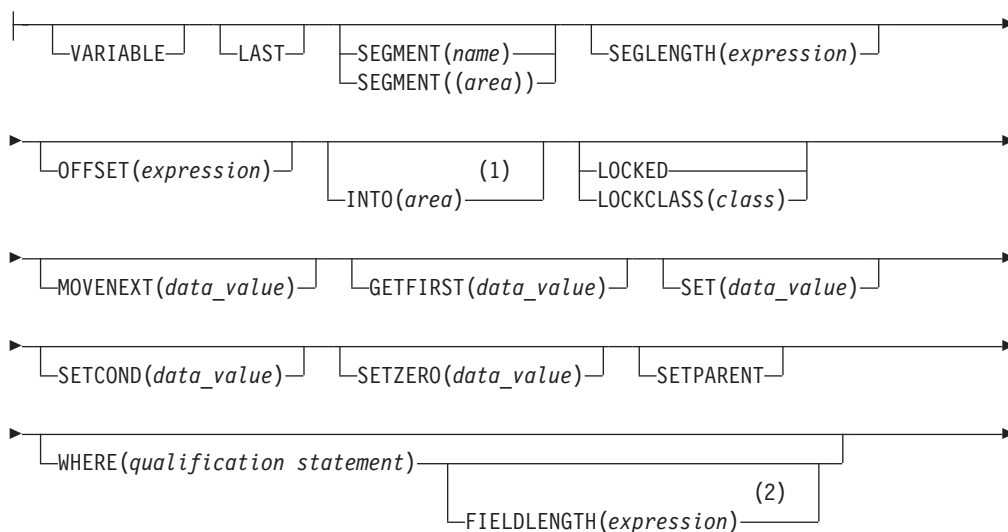 VARIABLE LAST SEGMENT(name) SEGLENGTH(expression)
SEGMENT((area))
OFFSET(expression) (1) LOCKED
INTO(area) LOCKCLASS(class)
MOVENEXT(data_value) GETFIRST(data_value) SET(data_value)
SETCOND(data_value) SETZERO(data_value) SETPARENT
WHERE(qualification statement)
(2)
FIELDLENGTH(expression)